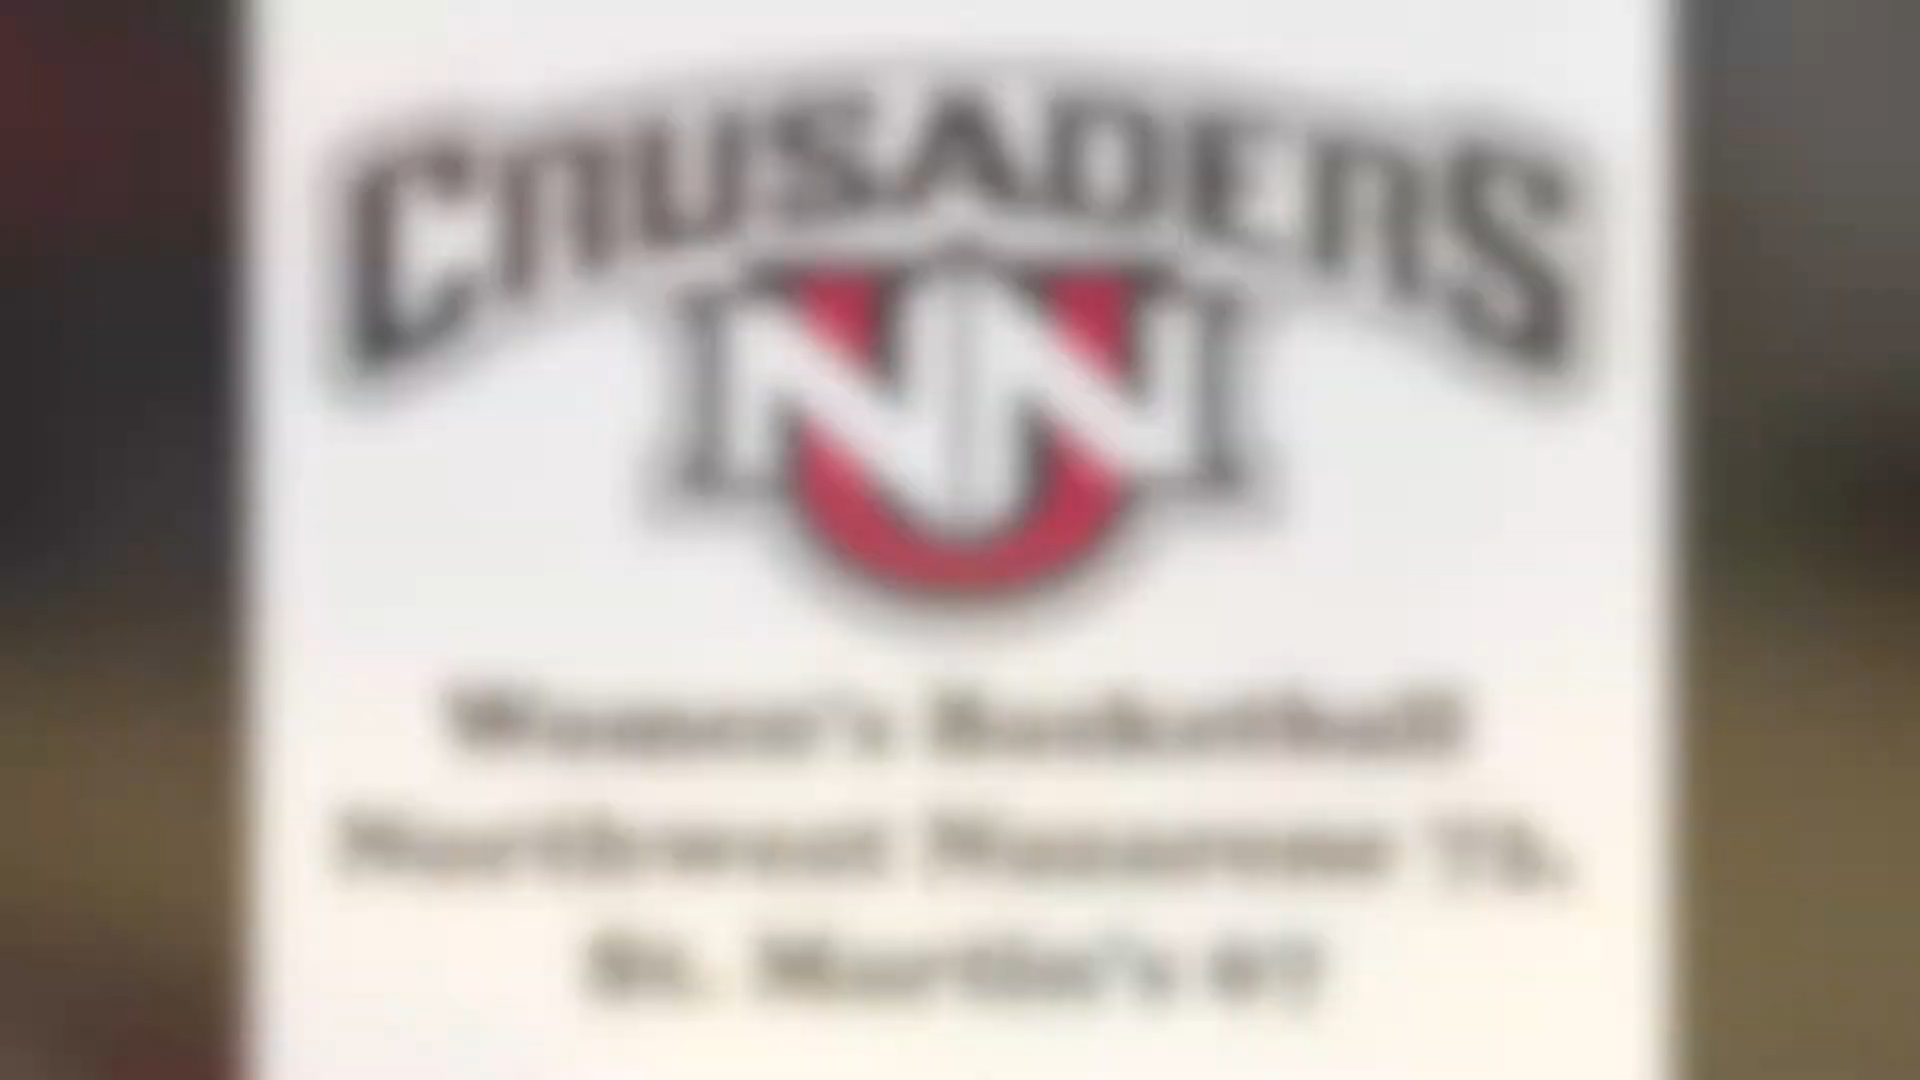 CRUSADERS
NNU
Women's Basketball
Northwest Nazarene
St. Martin's